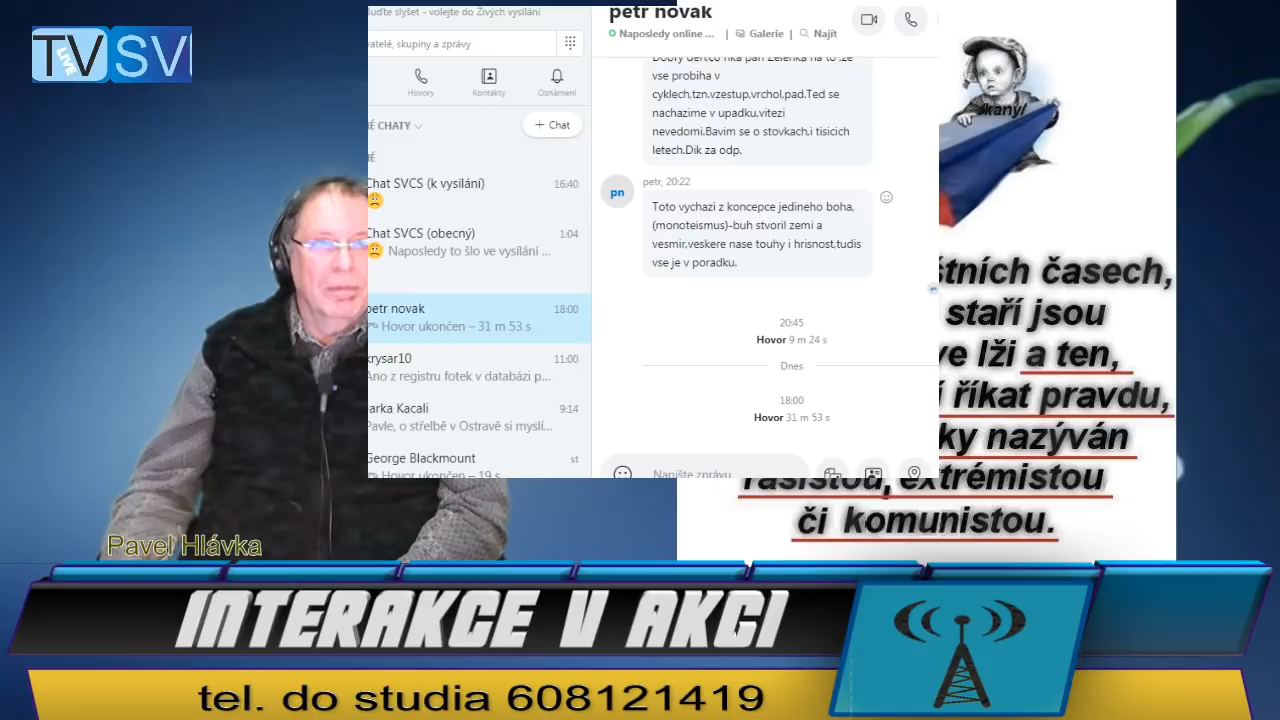 TV SV
LIVE
Buďte slyšet - volejte do Živých vysílání
vatelé, skupiny a zprávy
Hovory
Kontakty
Oznámení
É CHATY
+ Chat
É
Chat SVCS (k vysílání)
16:40
Chat SVCS (obecný)
1:04
Naposledy to šlo ve vysílání ...
petr novak
18:00
Hovor ukončen – 31 m 53 s
krysar10
11:00
Ano z registru fotek v databázi p...
arka Kacali
9:14
Pavle, o střelbě v Ostravě si myslí...
George Blackmount
st
Hovor ukončen – 19 s
petr novak
Naposledy online ...
| Galerie |
Najít
Dobry den,co rika pan Zelenka na to ,ze
vse probiha v
cyklech,tzn.vzestup,vrchol,pad.Ted se
nachazime v upadku,vitezi
nevedomi.Bavim se o stovkach,i tisicich
letech.Dik za odp.
petr, 20:22
pn
Toto vychazi z koncepce jedineho boha,
(monoteismus)-buh stvoril zemi a
vesmir,veskere nase touhy i hrisnost,tudis
vse je v poradku.
20:45
Hovor 9 m 24 s
Dnes
18:00
Hovor 31 m 53 s
Napište zprávu
/kany/
štních časech,
staří jsou
ve lži a ten,
í říkat pravdu,
ky nazýván
rasistou, extrémistou
či komunistou.
Pavel Hlávka
INTERAKCE V AKCI
tel. do studia 608121419